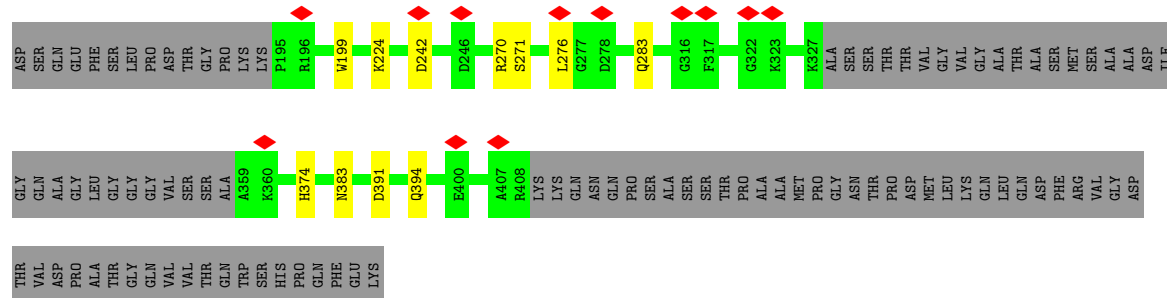 ASP SER GLN GLU PHE SER LEU PRO ASP THR GLY PRO LYS LYS P195 R196 W199 K224 D242 D246 R270 S271 L276 G277 D278 Q283 G316 F317 G322 K323 K327 ALA SER SER THR THR VAL GLY VAL GLY ALA THR ALA SER MET SER ALA ALA ASP ILE
GLY GLN ALA GLY LEU GLY GLY GLY VAL SER SER ALA A359 K360 H374 N383 D391 Q394 E400 A407 R408 LYS LYS GLN ASN GLN PRO SER ALA SER SER THR PRO ALA ALA MET PRO GLY ASN THR PRO ASP MET LEU LYS GLN LEU GLN ASP PHE ARG VAL GLY ASP
THR VAL ASP PRO ALA THR GLY GLN VAL VAL THR GLN TRP SER HIS PRO GLN PHE GLU LYS